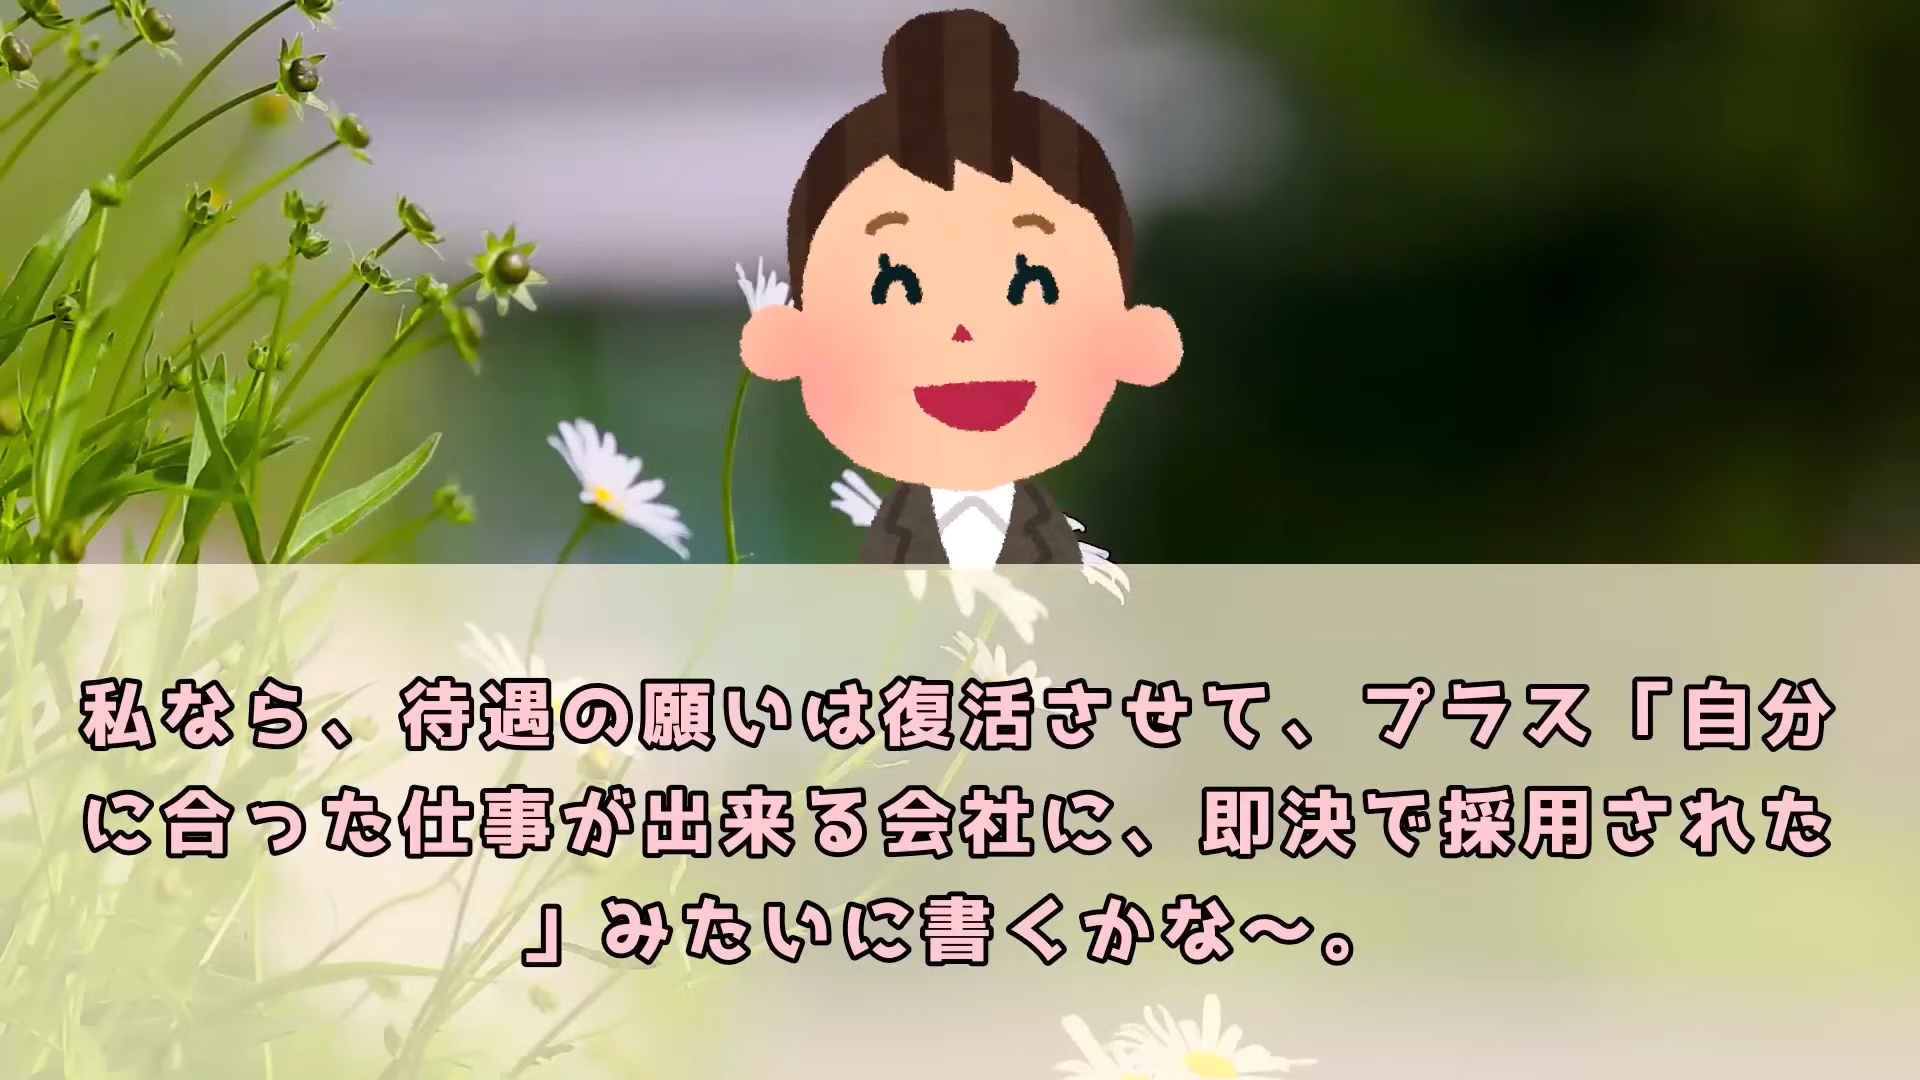 私なら、待遇の願いは復活させて、プラス「自分
に合った仕事が出来る会社に、即決で採用された
」みたいに書くかな〜。